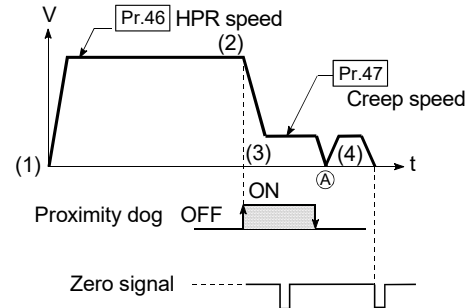 V
Pr.46 HPR speed
(2)
Pr.47
Creep speed
(1)
(3)
(4)
t
A
ON
Proximity dog OFF
Zero signal